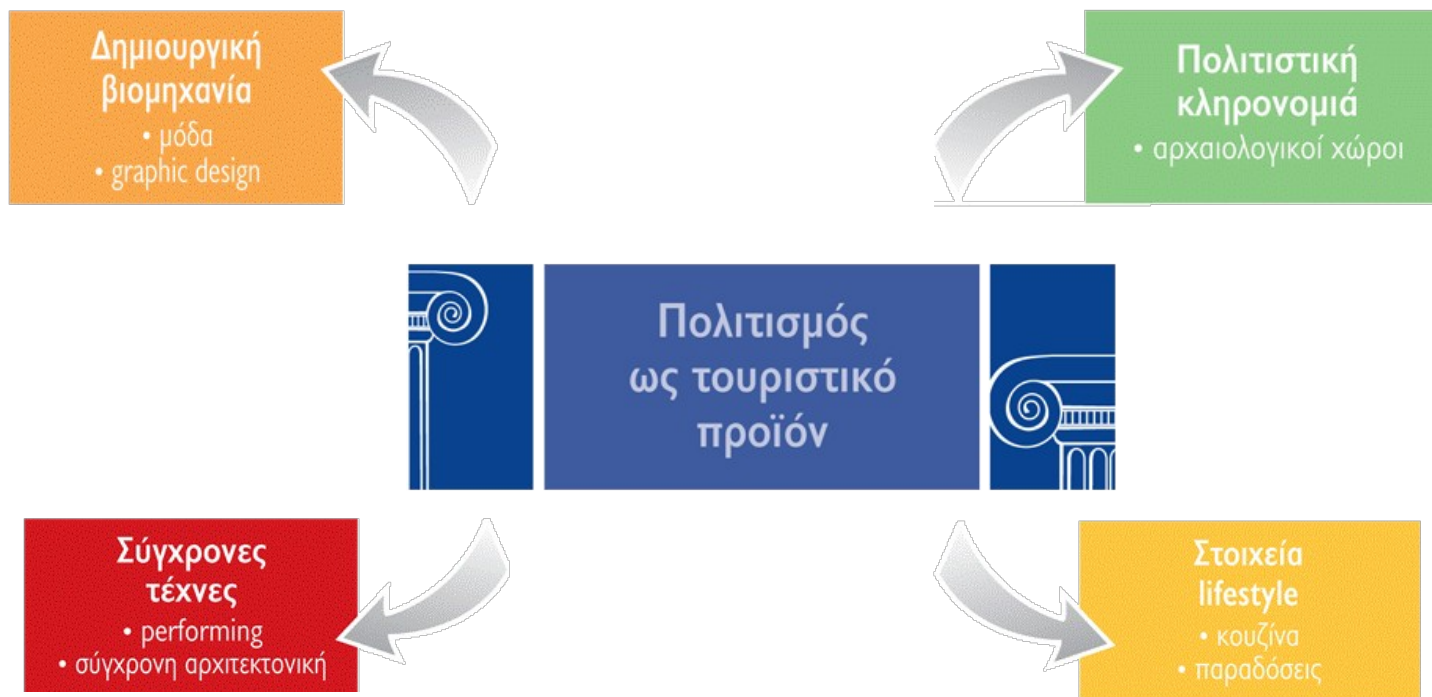 Δημιουργική
βιομηχανία
• μόδα
• graphic design
Πολιτιστική
κληρονομιά
• αρχαιολογικοί χώροι
Πολιτισμός
ως τουριστικό
προϊόν
Σύγχρονες
τέχνες
• performing
• σύγχρονη αρχιτεκτονική
Στοιχεία
lifestyle
• κουζίνα
• παραδόσεις